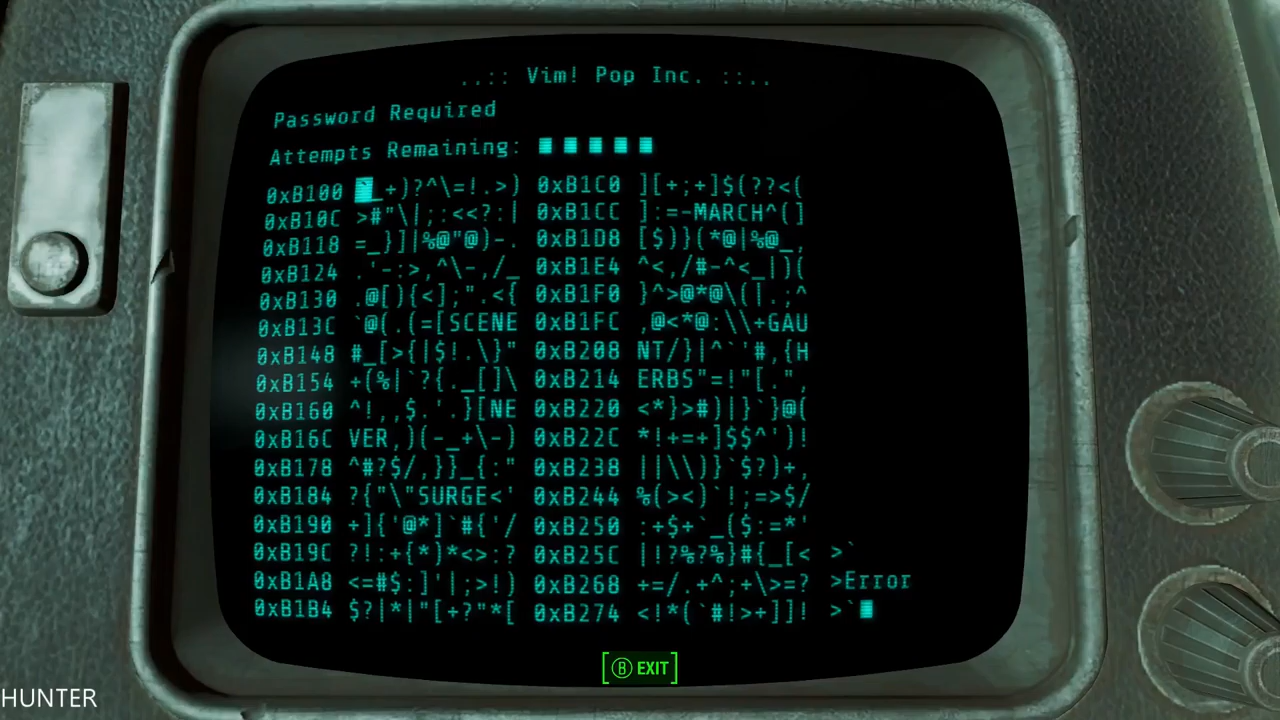 ..:: Vim! Pop Inc. ::..
Password Required
Attempts Remaining: ■ ■ ■ ■ ■
0xB100 `_+)?^\=!.>) 0xB1C0 ][+;+]$(??<(
0xB10C >#"\|;:<<?:| 0xB1CC ]:=-MARCH^(]
0xB118 =_}]|%@"@)-. 0xB1D8 [$)}(*@|%@_,
0xB124 .'-:>,^\-,/_ 0xB1E4 ^<,/#-^<_|)(
0xB130 .@[){<];".<{ 0xB1F0 }^>@*@\(|.;^
0xB13C `@(.(=[SCENE 0xB1FC ,@<*@:\\+GAU
0xB148 #_[>{|$!.\}" 0xB208 NT/}|^`'#,{H
0xB154 +(%|`?{._[]\ 0xB214 ERBS"=!"[.",
0xB160 ^!,,$.'.}[NE 0xB220 <*}>#)|}`}@(
0xB16C VER,)(-_+\-) 0xB22C *!+=+]$$^')!
0xB178 ^#?$/,}]_{:" 0xB238 ||\\)}`$?)+,
0xB184 ?{"\"SURGE<' 0xB244 %(><)`!;=>$/
0xB190 +]{'@*]`#{'/ 0xB250 :+$+`_($:=*'
0xB19C ?!:+{*)*<>:? 0xB25C |!?%?%}#{_[< >`
0xB1A8 <=#$:]'|;>!) 0xB268 +=/.+^;+\>=? >Error
0xB1B4 $?|*|"[+?"*[ 0xB274 <!*(`#!>+]]! >`■
Ⓑ EXIT
HUNTER